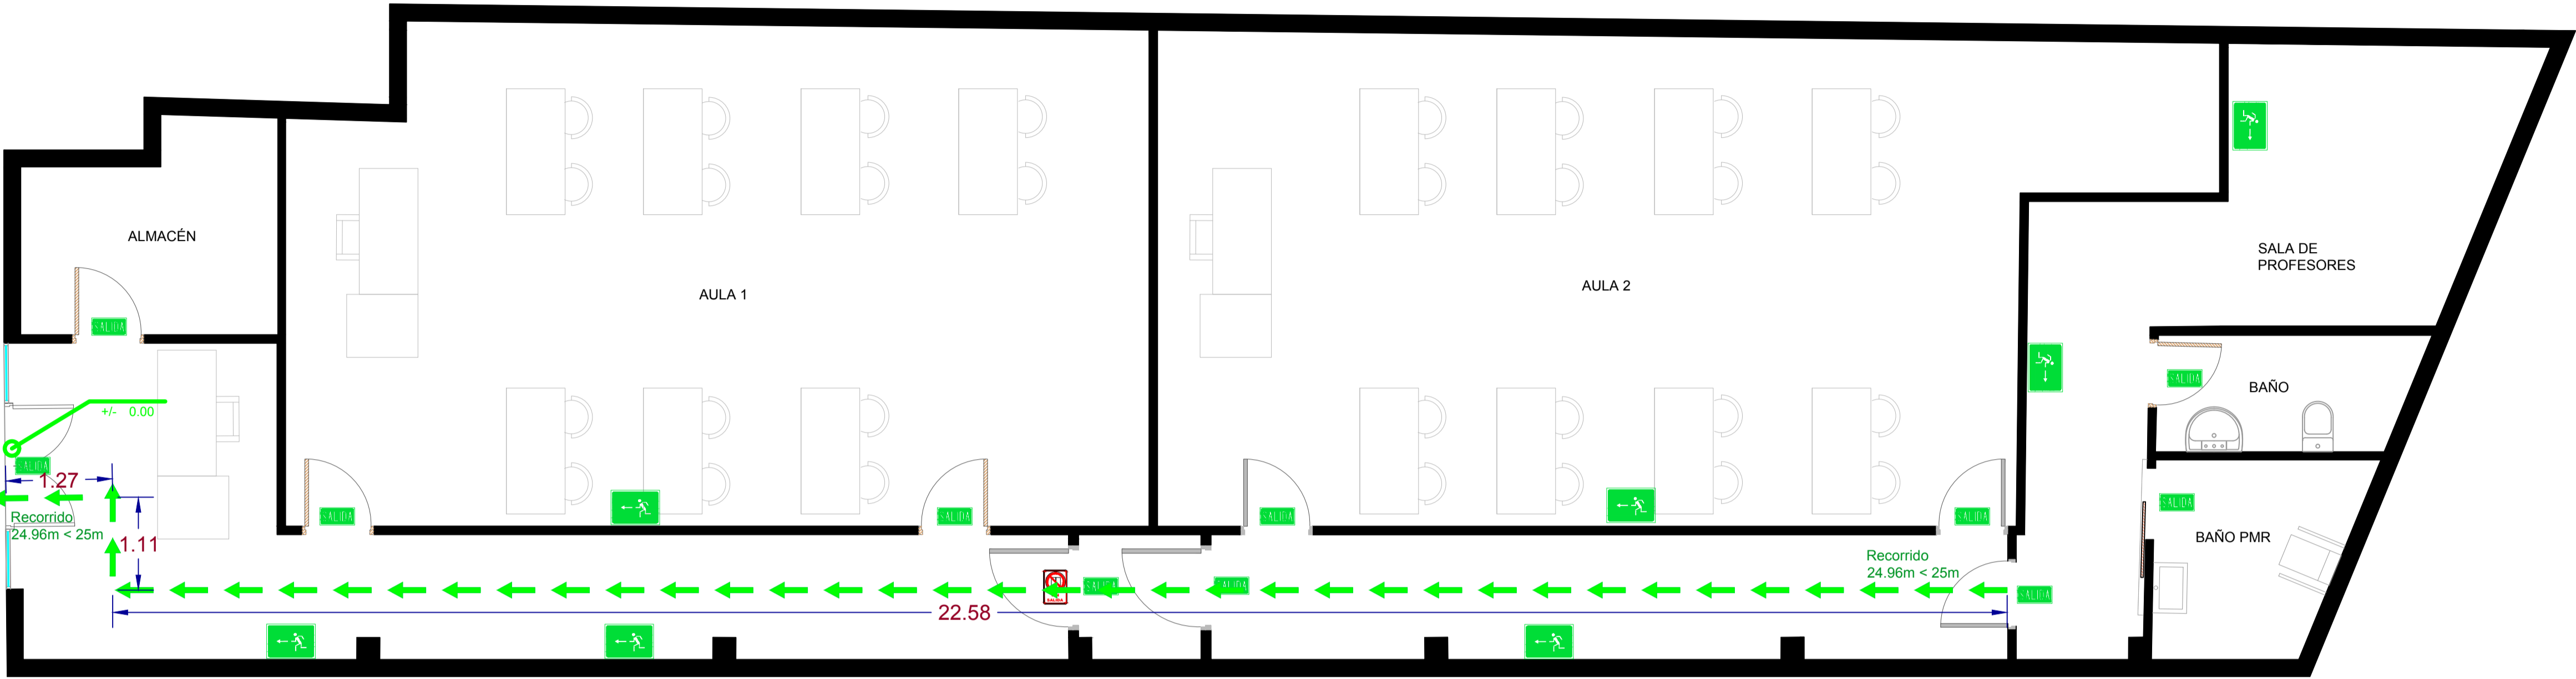 ALMACÉN
SALIDA
+/- 0.00
SALIDA
1.27
Recorrido
24.96m < 25m
1.11
AULA 1
SALIDA
SALIDA
AULA 2
SALIDA
SALIDA
SALA DE
PROFESORES
SALIDA
BAÑO
SALIDA
BAÑO PMR
Recorrido
24.96m < 25m
SALIDA
SALIDA
SALIDA
SALIDA
22.58